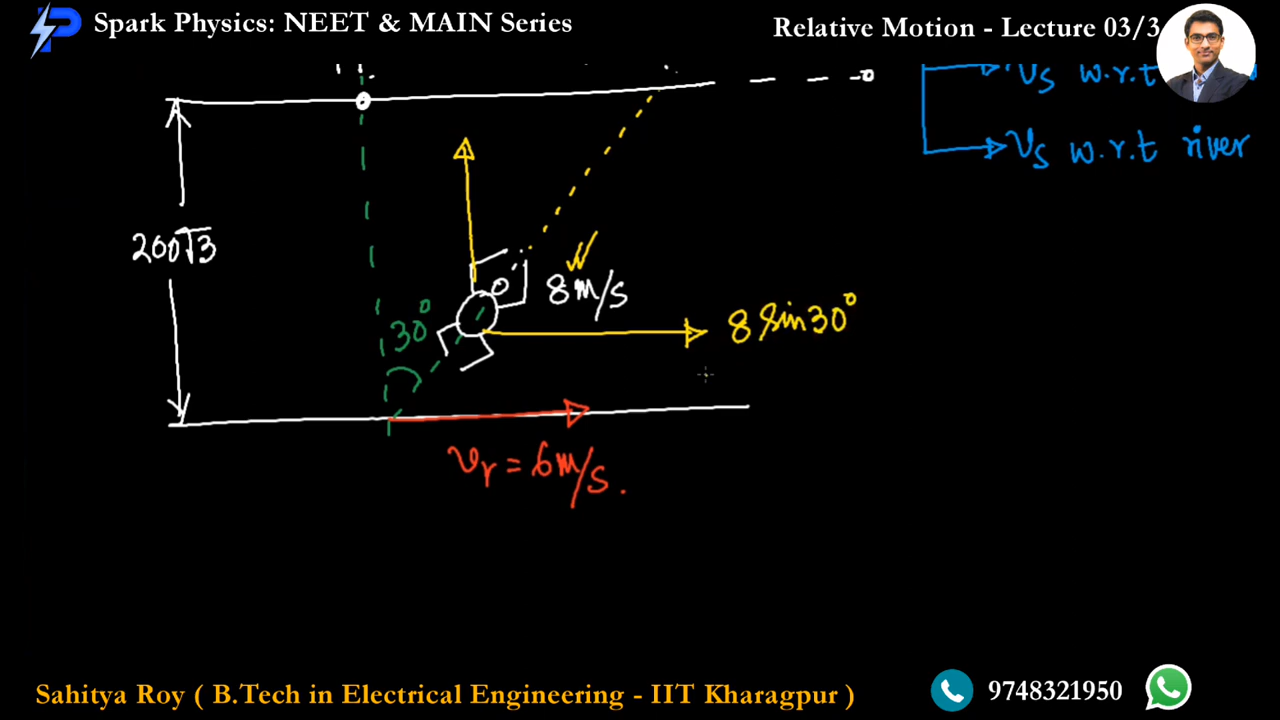 Spark Physics: NEET & MAIN Series
Relative Motion - Lecture 03/3
Vs w.r.t
Vs w.r.t river
200√3
30°
8m/s
8 sin30°
Vr = 6m/s.
Sahitya Roy ( B.Tech in Electrical Engineering - IIT Kharagpur )
9748321950